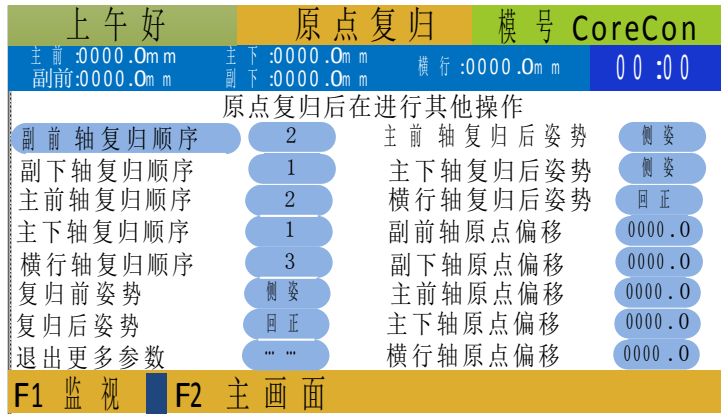 上午好 原点复归 模号 CoreCon
主前:0000.0mm 主下:0000.0mm 横行:0000.0mm 00:00
副前:0000.0mm 副下:0000.0mm
原点复归后在进行其他操作
副前轴复归顺序 2 主前轴复归后姿势 侧姿
副下轴复归顺序 1 主下轴复归后姿势 侧姿
主前轴复归顺序 2 横行轴复归后姿势 回正
主下轴复归顺序 1 副前轴原点偏移 0000.0
横行轴复归顺序 3 副下轴原点偏移 0000.0
复归前姿势 侧姿 主前轴原点偏移 0000.0
复归后姿势 回正 主下轴原点偏移 0000.0
退出更多参数 …… 横行轴原点偏移 0000.0
F1 监视 F2 主画面